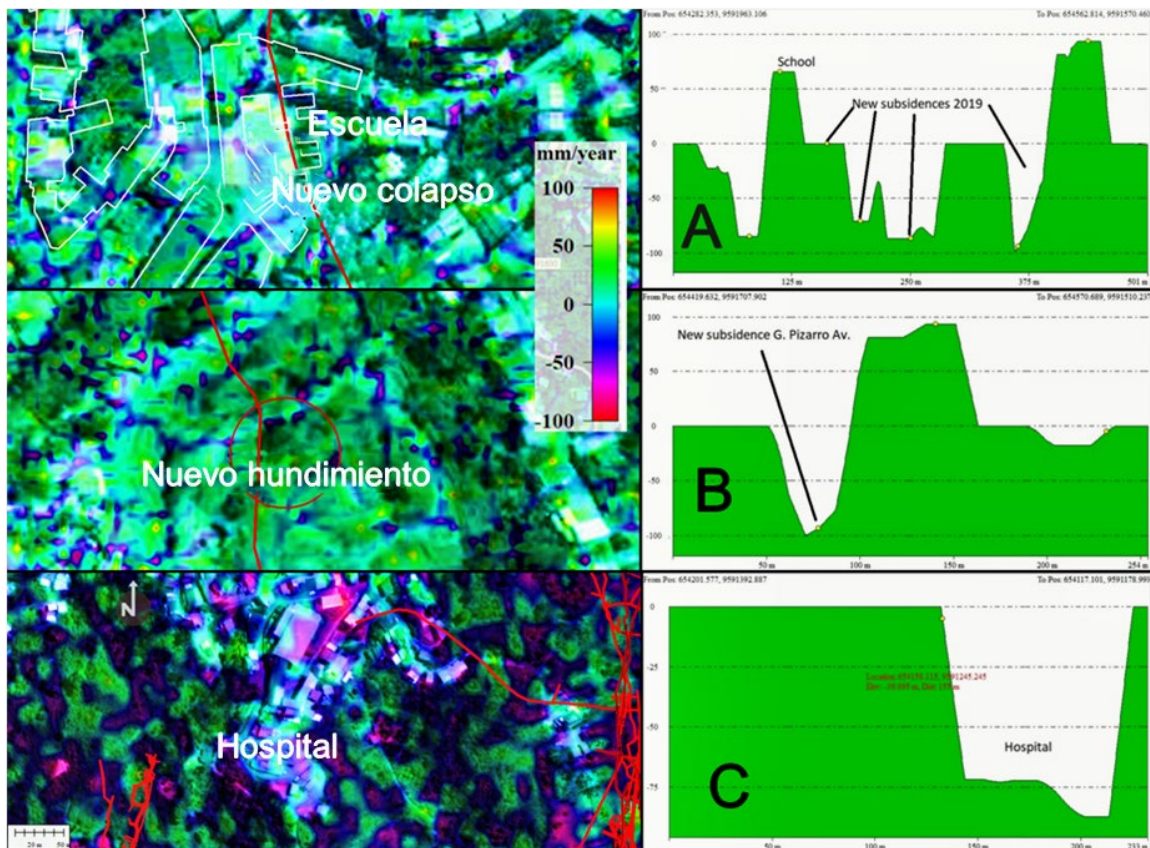 Escuela
Nuevo colapso
mm/year
100
50
0
-50
-100
From Pos: 654282.353, 9591963.106
To Pos: 654562.814, 9591570.460
100
50
0
-50
-100
School
New subsidences 2019
A
125 m
250 m
375 m
501 m
Nuevo hundimiento
From Pos: 654419.632, 9591707.902
To Pos: 654570.689, 9591510.237
100
50
0
-50
-100
New subsidence G. Pizarro Av.
B
50 m
100 m
150 m
200 m
254 m
N
Hospital
20 m
50 m
From Pos: 654201.577, 9591392.887
To Pos: 654117.101, 9591178.993
0
-25
-50
-75
Hospital
C
50 m
100 m
150 m
200 m
233 m